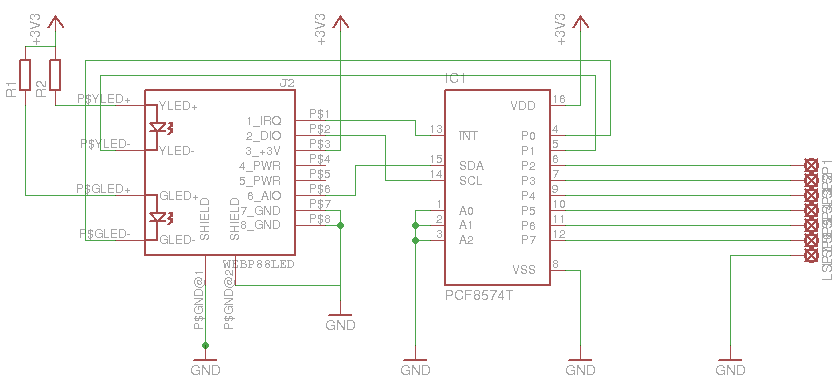 +3V3
+3V3
+3V3
R1
R2
J2
IC1
P$YLED+
YLED+
P$YLED-
YLED-
P$GLED+
GLED+
P$GLED-
GLED-
SHIELD
SHIELD
1_IRQ
2_DIO
3_+3V
4_PWR
5_PWR
6_AIO
7_GND
8_GND
P$1
P$2
P$3
P$4
P$5
P$6
P$7
P$8
WEBP88LED
P$GND@1
P$GND@2
13
15
14
1
2
3
INT
SDA
SCL
A0
A1
A2
VDD
P0
P1
P2
P3
P4
P5
P6
P7
VSS
16
4
5
6
7
9
10
11
12
8
PCF8574T
GND
GND
GND
GND
GND